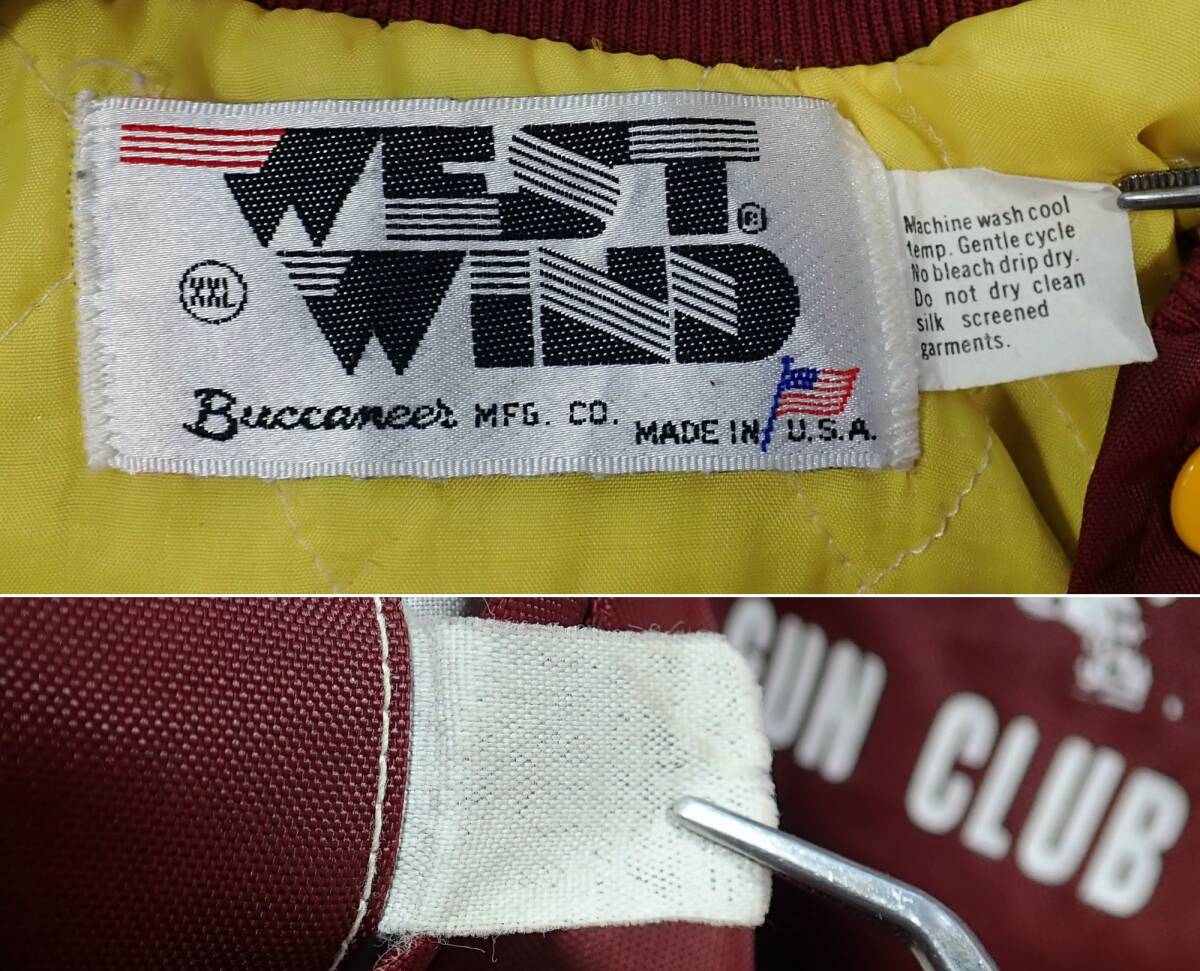 WEST
WIND ®
XXL
Buccaneer MFG. CO.
MADE IN U.S.A.
Machine wash cool
temp. Gentle cycle
No bleach drip dry.
Do not dry clean
silk screened
garments.
GUN CLUB